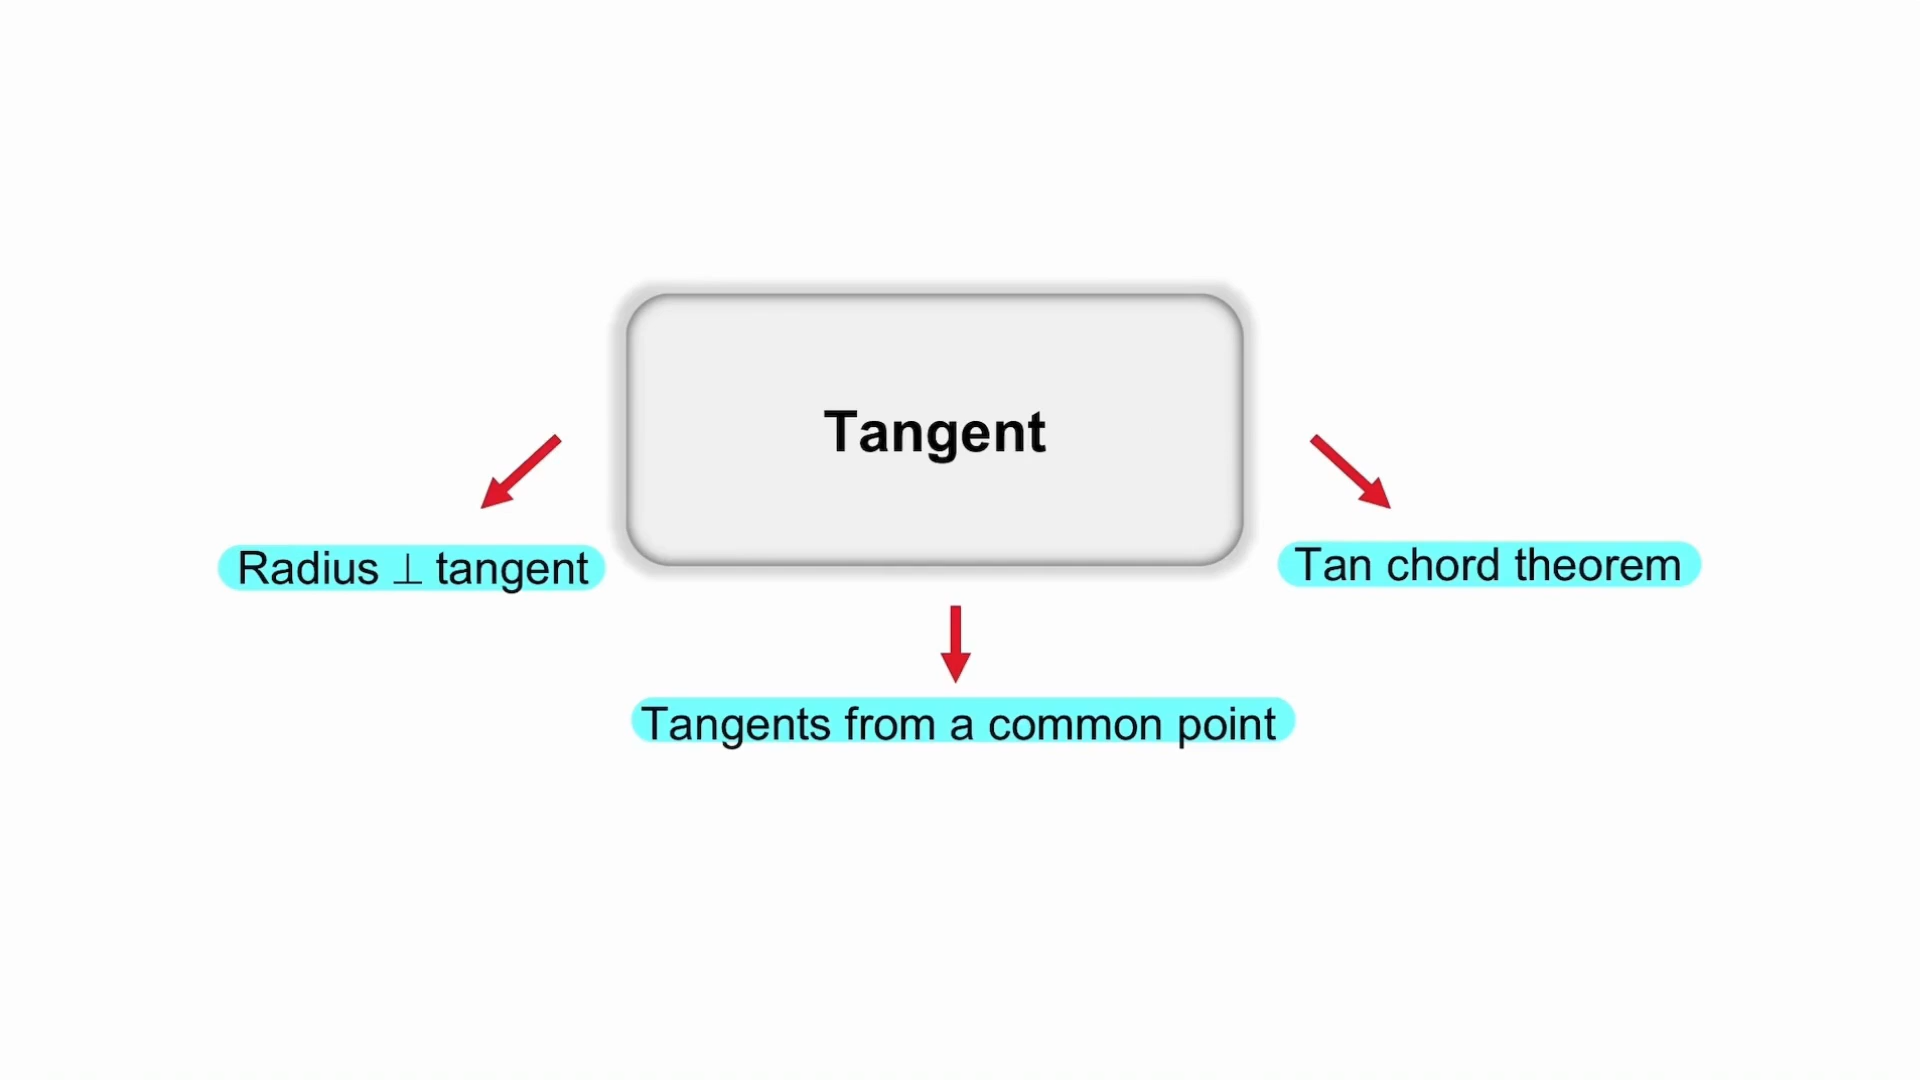 Tangent
Radius ⊥ tangent
Tan chord theorem
Tangents from a common point